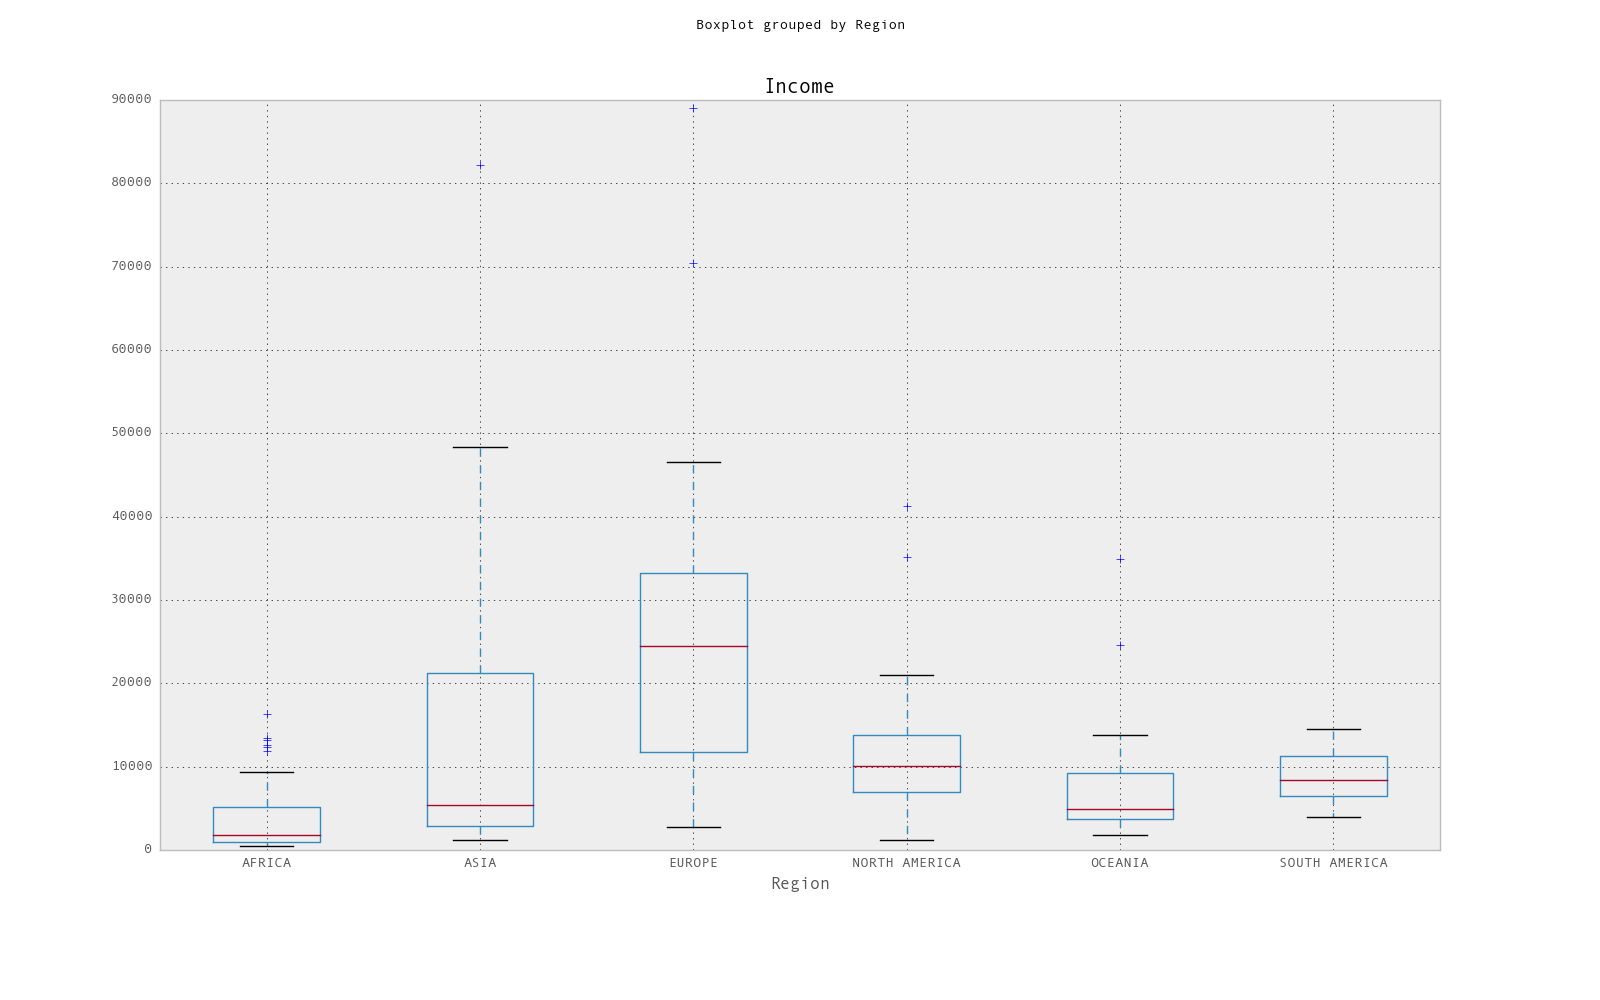 Boxplot grouped by Region
Income
90000
80000
70000
60000
50000
40000
30000
20000
10000
0
AFRICA ASIA EUROPE NORTH AMERICA OCEANIA SOUTH AMERICA
Region